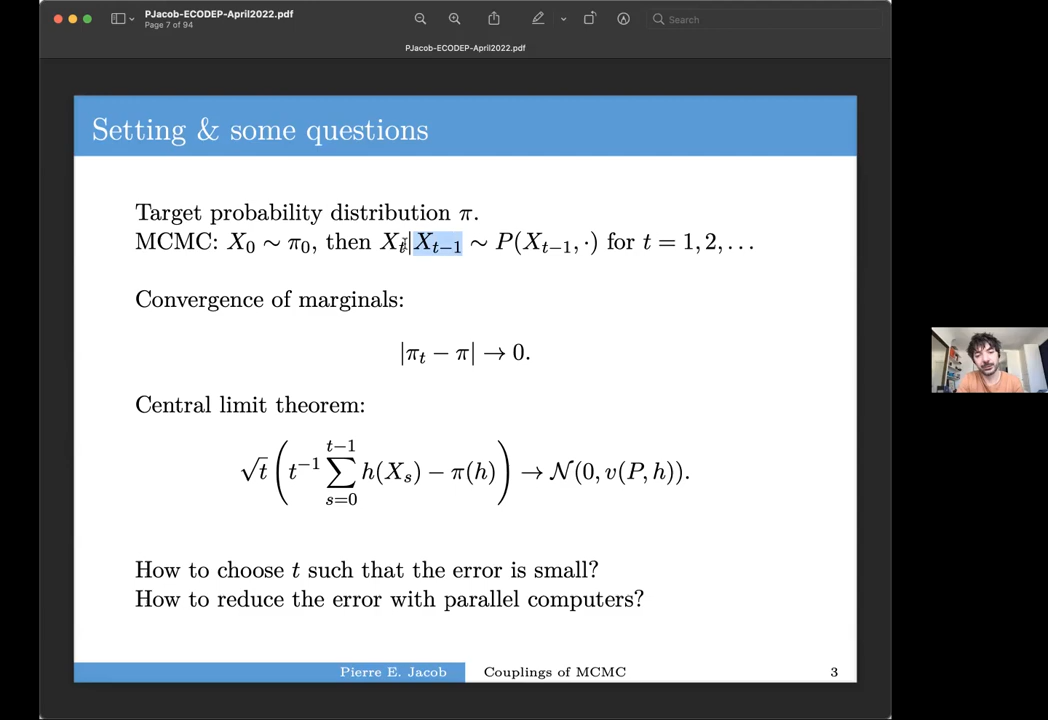 PJacob-ECODEP-April2022.pdf
Page 7 of 94
Search
PJacob-ECODEP-April2022.pdf
Setting & some questions
Target probability distribution π.
MCMC: X₀ ∼ π₀, then Xₜ|Xₜ₋₁ ∼ P(Xₜ₋₁, ·) for t = 1, 2, . . .
Convergence of marginals:
|πₜ − π| → 0.
Central limit theorem:
√t (t⁻¹ ∑_{s=0}^{t−1} h(Xₛ) − π(h)) → 𝒩(0, v(P, h)).
How to choose t such that the error is small?
How to reduce the error with parallel computers?
Pierre E. Jacob Couplings of MCMC 3